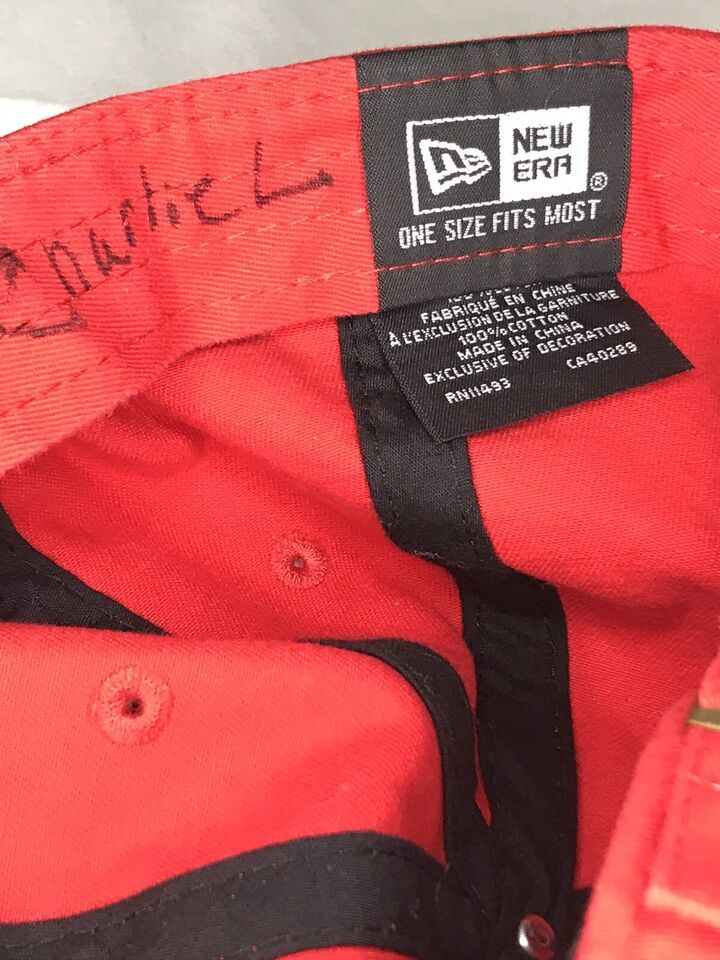 NEW
ERA
®
ONE SIZE FITS MOST
FABRIQUÉ EN CHINE
À L'EXCLUSION DE LA GARNITURE
100% COTTON
MADE IN CHINA
EXCLUSIVE OF DECORATION
RN11493 CA40289